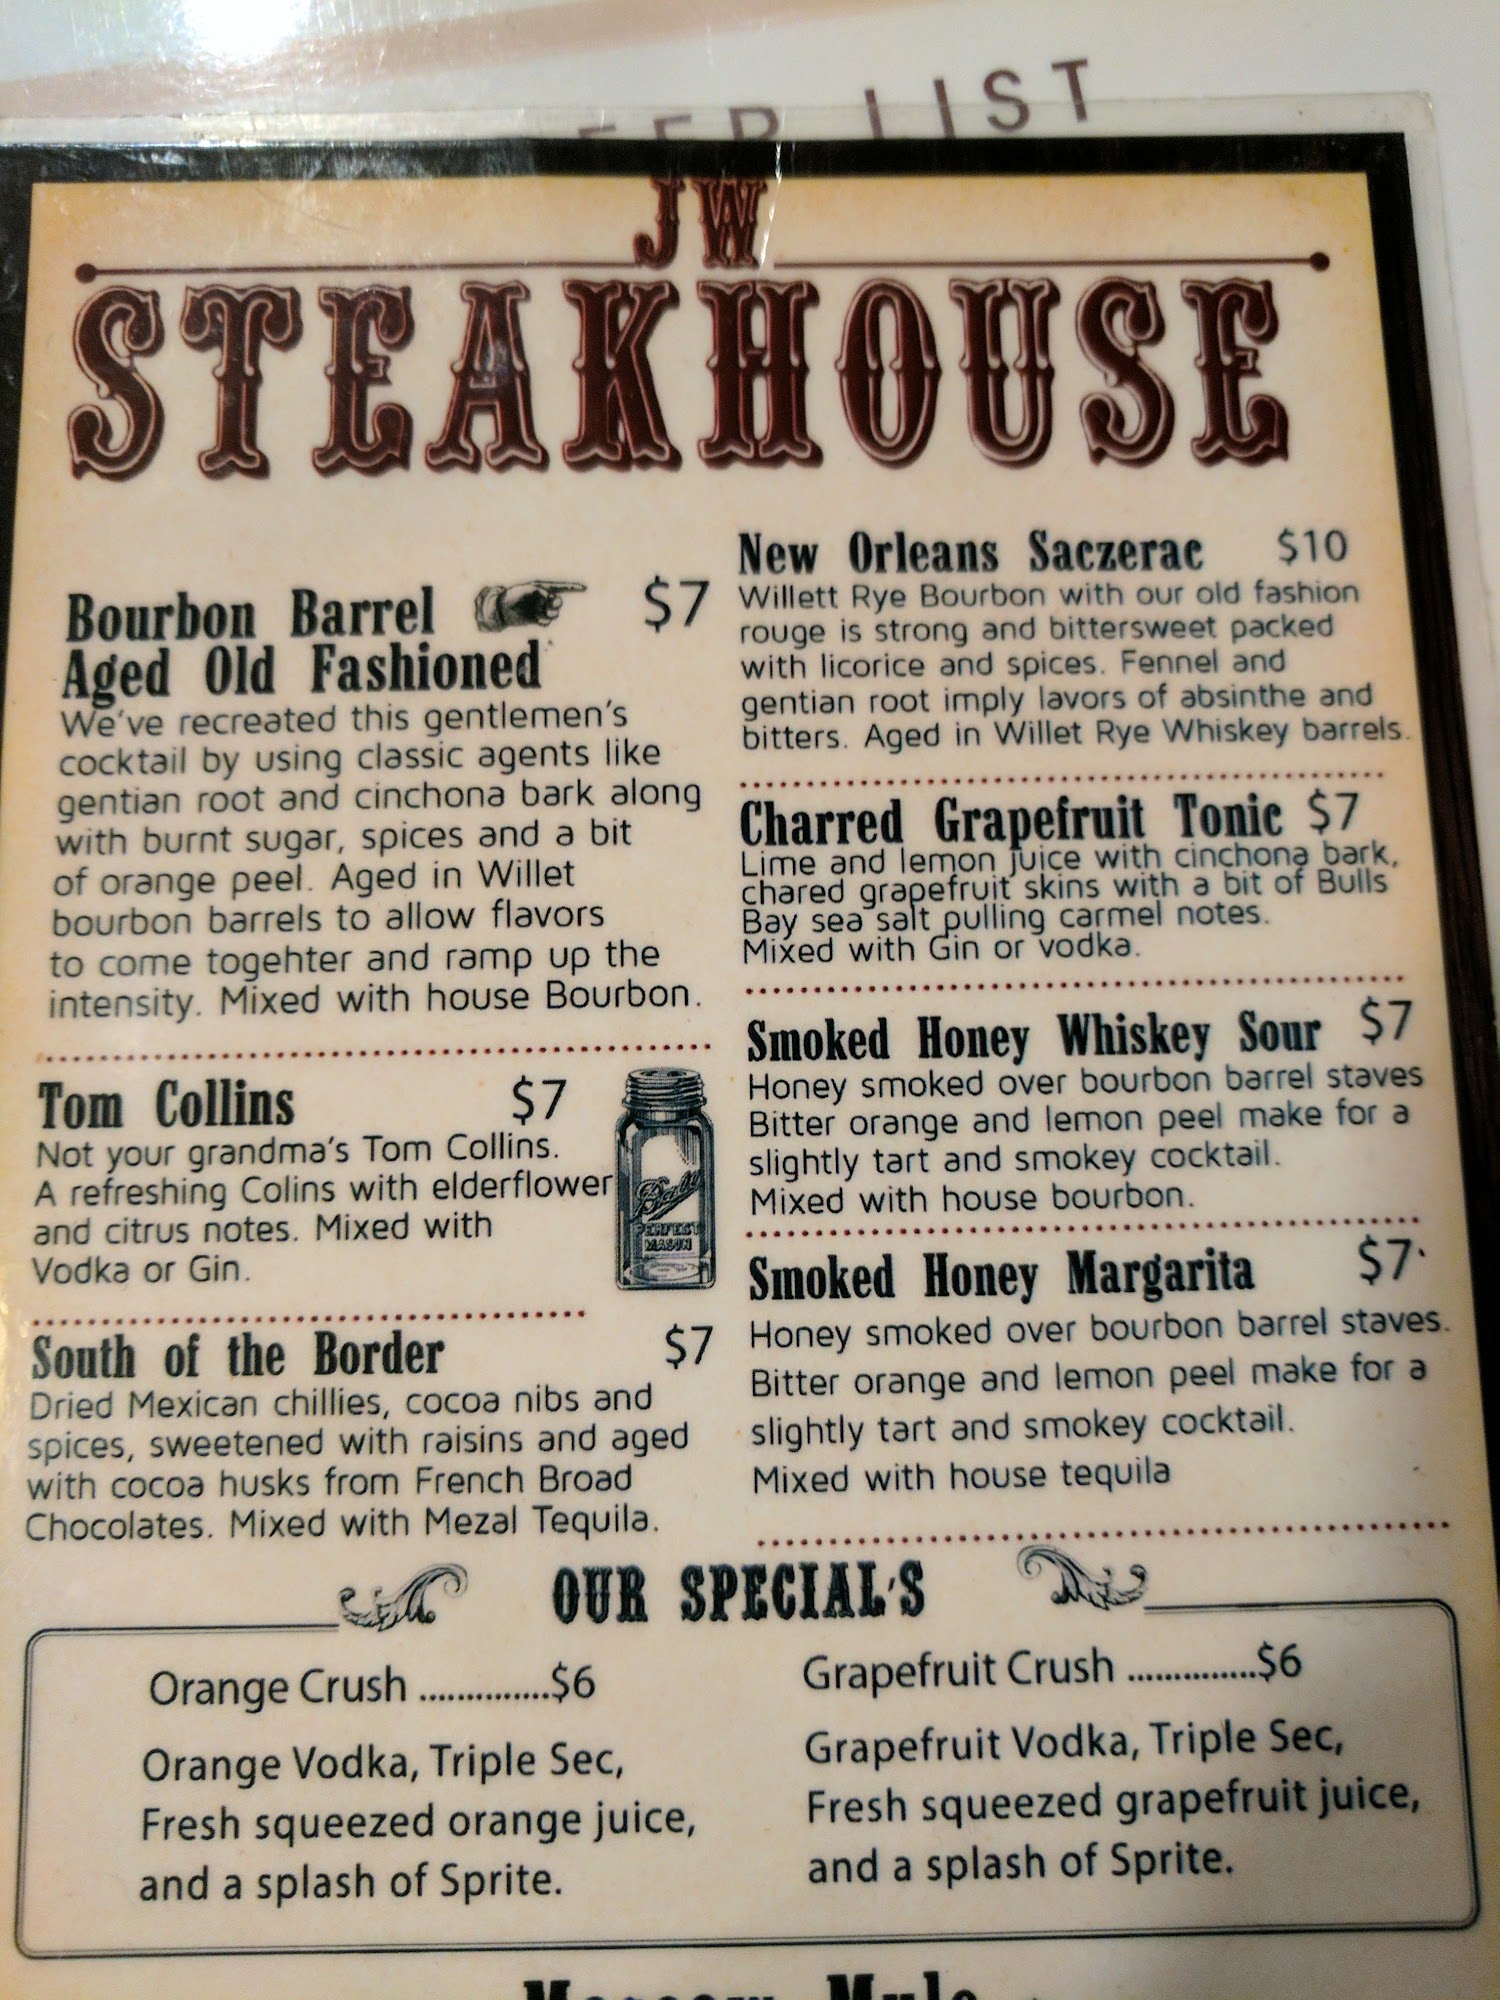 LIST
JW
STEAKHOUSE
Bourbon Barrel $7
Aged Old Fashioned
We've recreated this gentlemen's
cocktail by using classic agents like
gentian root and cinchona bark along
with burnt sugar, spices and a bit
of orange peel. Aged in Willet
bourbon barrels to allow flavors
to come togehter and ramp up the
intensity. Mixed with house Bourbon.
Tom Collins $7
Not your grandma's Tom Collins.
A refreshing Colins with elderflower
and citrus notes. Mixed with
Vodka or Gin.
Ball
PERFECT
MASON
South of the Border $7
Dried Mexican chillies, cocoa nibs and
spices, sweetened with raisins and aged
with cocoa husks from French Broad
Chocolates. Mixed with Mezal Tequila.
New Orleans Saczerac $10
Willett Rye Bourbon with our old fashion
rouge is strong and bittersweet packed
with licorice and spices. Fennel and
gentian root imply lavors of absinthe and
bitters. Aged in Willet Rye Whiskey barrels.
Charred Grapefruit Tonic $7
Lime and lemon juice with cinchona bark,
chared grapefruit skins with a bit of Bulls
Bay sea salt pulling carmel notes.
Mixed with Gin or vodka.
Smoked Honey Whiskey Sour $7
Honey smoked over bourbon barrel staves
Bitter orange and lemon peel make for a
slightly tart and smokey cocktail.
Mixed with house bourbon.
Smoked Honey Margarita $7
Honey smoked over bourbon barrel staves.
Bitter orange and lemon peel make for a
slightly tart and smokey cocktail.
Mixed with house tequila
OUR SPECIAL'S
Orange Crush ..............$6
Orange Vodka, Triple Sec,
Fresh squeezed orange juice,
and a splash of Sprite.
Grapefruit Crush ..............$6
Grapefruit Vodka, Triple Sec,
Fresh squeezed grapefruit juice,
and a splash of Sprite.
Moscow Mule